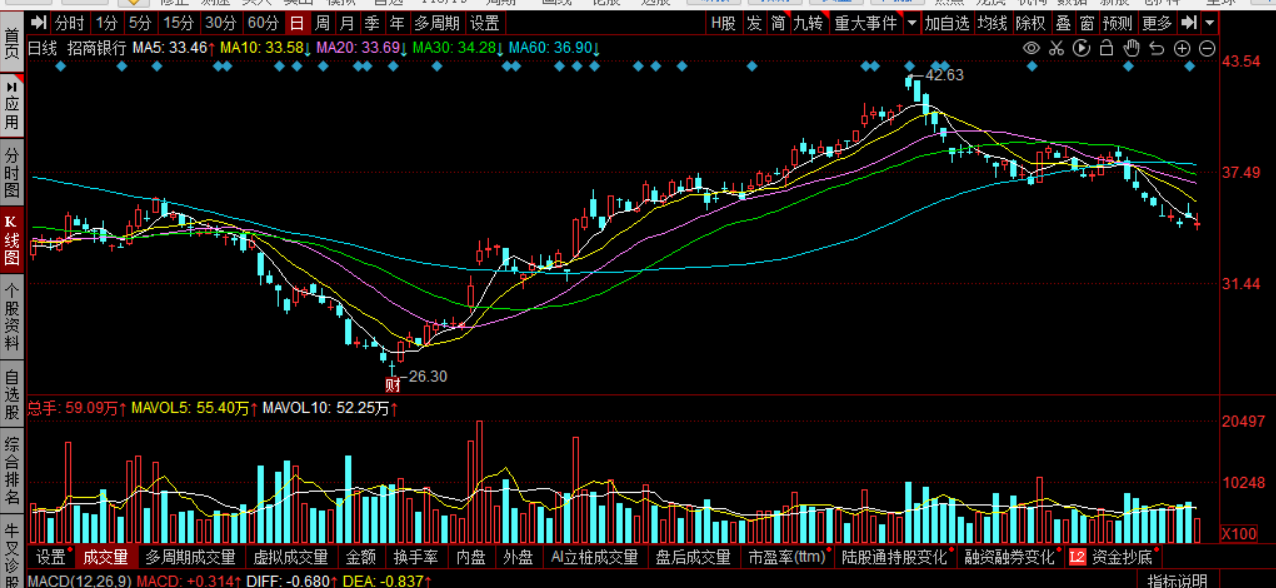 分时 1分 5分 15分 30分 60分 日 周 月 季 年 多周期 设置 H股 发 简 九转 重大事件 加自选 均线 除权 叠 窗 预测 更多
首页
应用
分时图
K线图
个股资料
自选股
综合排名
牛叉诊股
日线 招商银行 MA5: 33.46↑ MA10: 33.58↓ MA20: 33.69↓ MA30: 34.28↓ MA60: 36.90↓
43.54
42.63
37.49
31.44
26.30
财
总手: 59.09万↑ MAVOL5: 55.40万↑ MAVOL10: 52.25万↑
20497
10248
X100
设置 成交量 多周期成交量 虚拟成交量 金额 换手率 内盘 外盘 AI立桩成交量 盘后成交量 市盈率(ttm) 陆股通持股变化 融资融券变化 L2 资金抄底
MACD(12,26,9) MACD: +0.314↑ DIFF: -0.680↑ DEA: -0.837↑ 指标说明